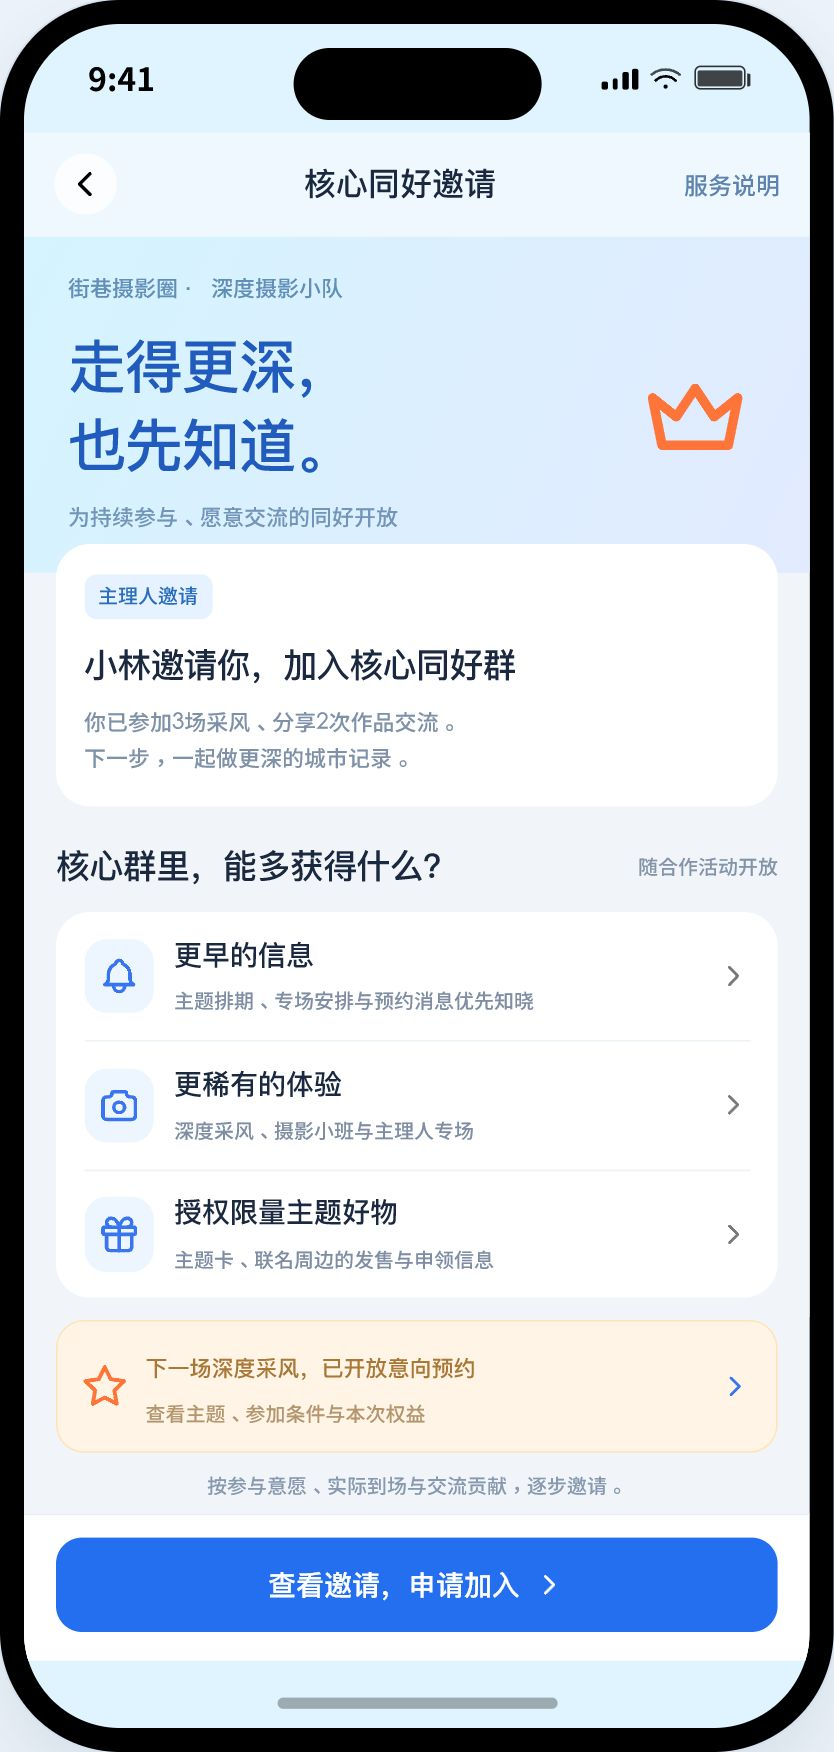 9:41
核心同好邀请
服务说明
街巷摄影圈 · 深度摄影小队
走得更深，
也先知道。
为持续参与、愿意交流的同好开放
主理人邀请
小林邀请你，加入核心同好群
你已参加3场采风、分享2次作品交流。
下一步，一起做更深的城市记录。
核心群里，能多获得什么?
随合作活动开放
更早的信息
主题排期、专场安排与预约消息优先知晓
更稀有的体验
深度采风、摄影小班与主理人专场
授权限量主题好物
主题卡、联名周边的发售与申领信息
下一场深度采风，已开放意向预约
查看主题、参加条件与本次权益
按参与意愿、实际到场与交流贡献，逐步邀请。
查看邀请，申请加入